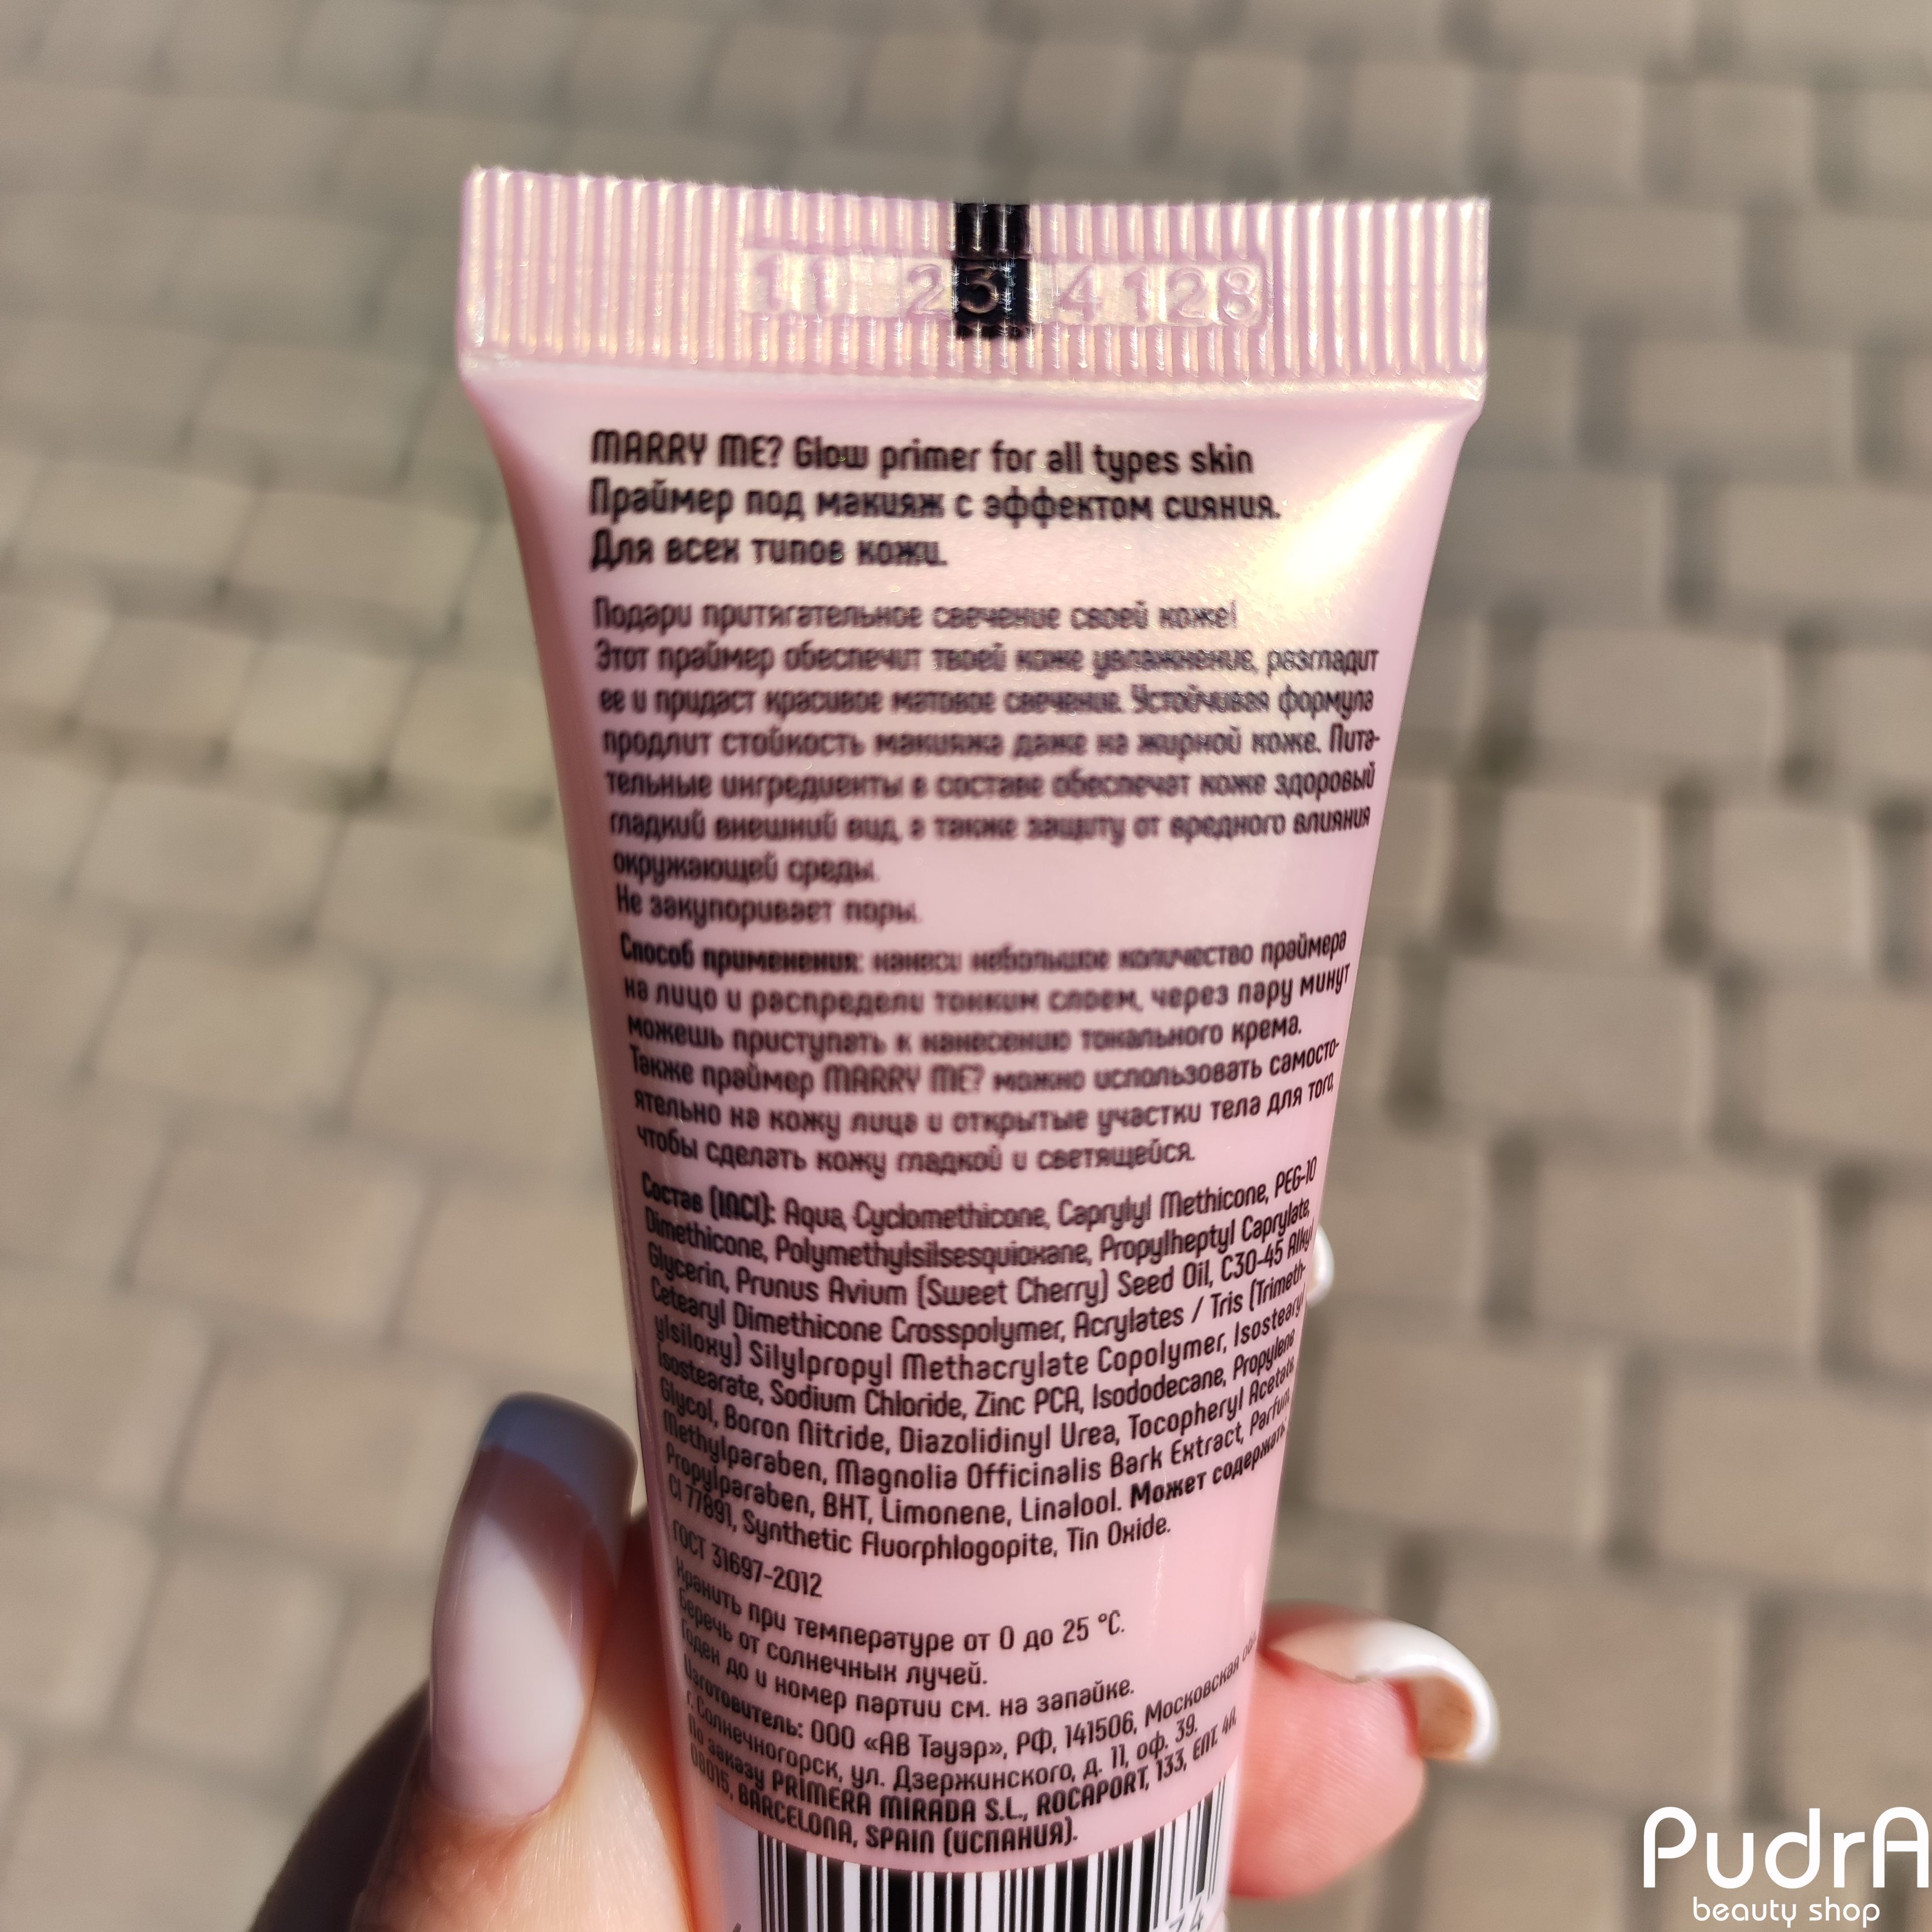 11 23 4128
MARRY ME? Glow primer for all types skin
Праймер под макияж с эффектом сияния.
Для всех типов кожи.
Подари притягательное свечение своей коже!
Этот праймер обеспечит твоей коже увлажнение, разгладит
ее и придаст красивое матовое свечение. Устойчивая формула
продлит стойкость макияжа даже на жирной коже. Пита-
тельные ингредиенты в составе обеспечат коже здоровый
гладкий внешний вид, а также защиту от вредного влияния
окружающей среды.
Не закупоривает поры.
Способ применения: нанеси небольшое количество праймера
на лицо и распредели тонким слоем, через пару минут
можешь приступать к нанесению тонального крема.
Также праймер MARRY ME? можно использовать самосто-
ятельно на кожу лица и открытые участки тела для того,
чтобы сделать кожу гладкой и светящейся.
Состав (INCI): Aqua, Cyclomethicone, Caprylyl Methicone, PEG-10
Dimethicone, Polymethylsilsesquioxane, Propylheptyl Caprylate,
Glycerin, Prunus Avium (Sweet Cherry) Seed Oil, C30-45 Alkyl
Cetearyl Dimethicone Crosspolymer, Acrylates / Tris (Trimeth-
ylsiloxy) Silylpropyl Methacrylate Copolymer, Isostearyl
Isostearate, Sodium Chloride, Zinc PCA, Isododecane, Propylene
Glycol, Boron Nitride, Diazolidinyl Urea, Tocopheryl Acetate,
Methylparaben, Magnolia Officinalis Bark Extract, Parfum,
Propylparaben, BHT, Limonene, Linalool. Может содержать:
CI 77891, Synthetic Fluorphlogopite, Tin Oxide.
ГОСТ 31697-2012
Хранить при температуре от 0 до 25 °C.
Беречь от солнечных лучей.
Годен до и номер партии см. на запайке.
Изготовитель: ООО «АВ Тауэр», РФ, 141506, Московская обл.
г. Солнечногорск, ул. Дзержинского, д. 11, оф. 39.
По заказу PRIMERA MIRADA S.L., ROCAPORT, 133, ENT. 4A,
08015, BARCELONA, SPAIN (ИСПАНИЯ).
PudrA
beauty shop